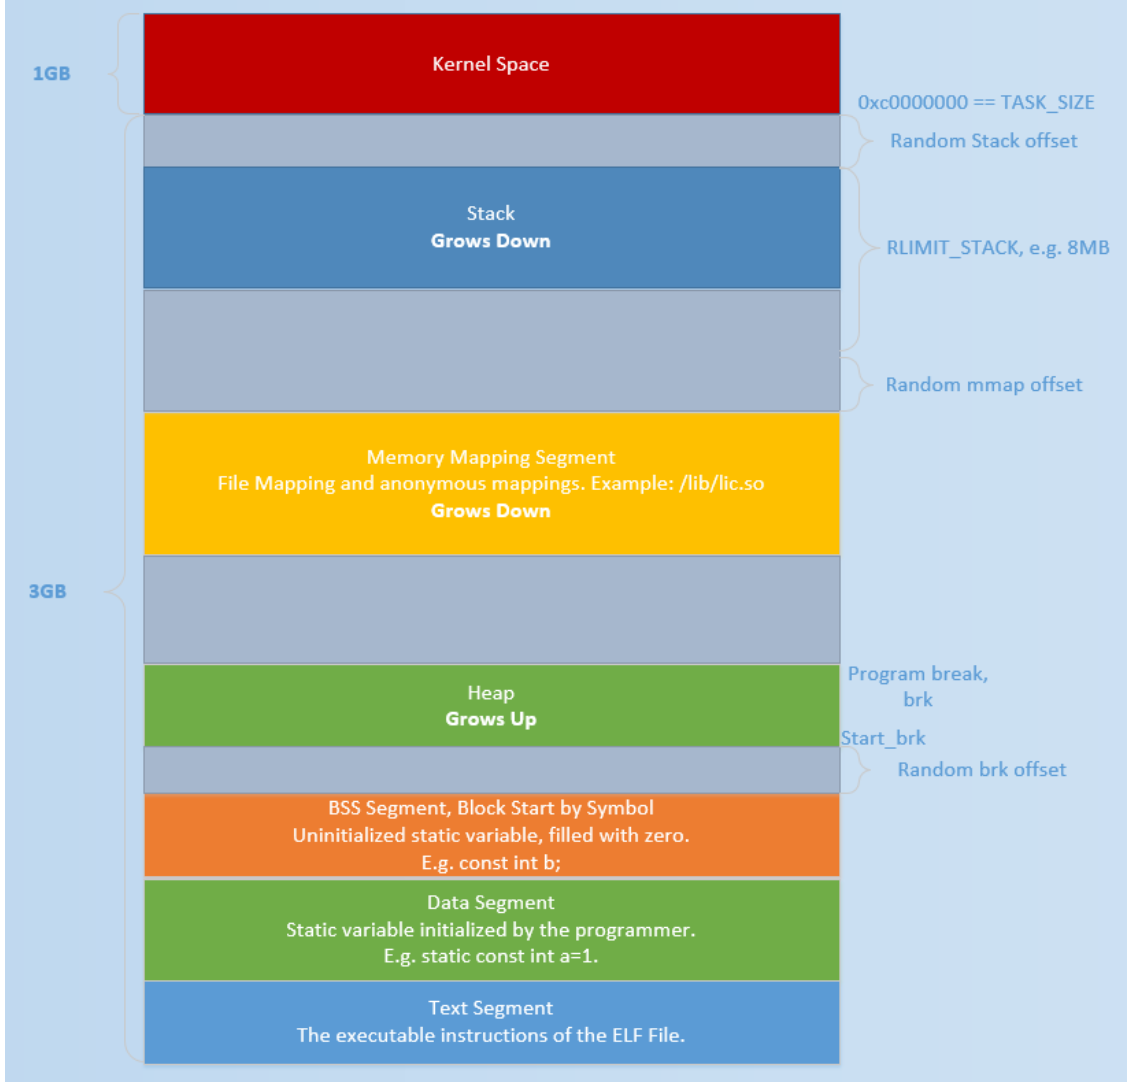 Kernel Space
1GB
0xc0000000 == TASK_SIZE
Random Stack offset
Stack
Grows Down
RLIMIT_STACK, e.g. 8MB
Random mmap offset
Memory Mapping Segment
File Mapping and anonymous mappings. Example: /lib/lic.so
Grows Down
3GB
Heap
Grows Up
Program break,
brk
Start_brk
Random brk offset
BSS Segment, Block Start by Symbol
Uninitialized static variable, filled with zero.
E.g. const int b;
Data Segment
Static variable initialized by the programmer.
E.g. static const int a=1.
Text Segment
The executable instructions of the ELF File.